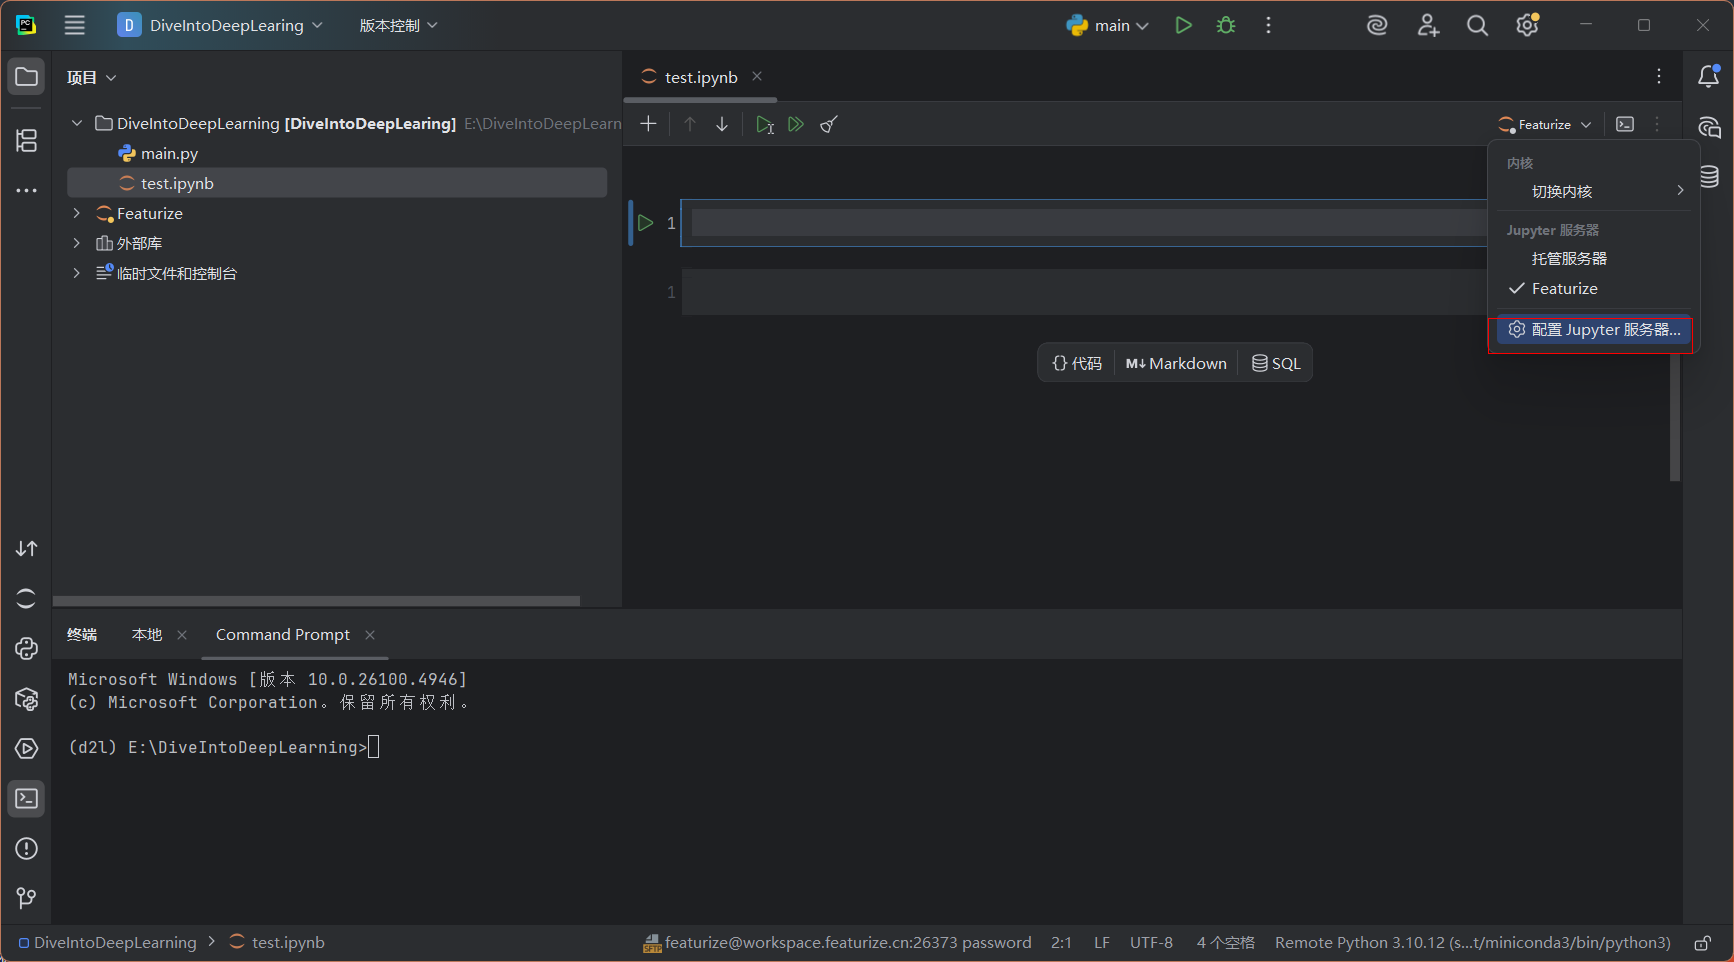 D DiveIntoDeepLearing 版本控制 main
项目
test.ipynb
DiveIntoDeepLearning [DiveIntoDeepLearing] E:\DiveIntoDeepLearn
main.py
test.ipynb
Featurize
外部库
临时文件和控制台
Featurize
1
1
{} 代码 M↓ Markdown SQL
内核
切换内核
Jupyter 服务器
托管服务器
Featurize
配置 Jupyter 服务器...
终端 本地 Command Prompt
Microsoft Windows [版本 10.0.26100.4946]
(c) Microsoft Corporation。保留所有权利。
(d2l) E:\DiveIntoDeepLearning>
DiveIntoDeepLearning test.ipynb SFTP featurize@workspace.featurize.cn:26373 password 2:1 LF UTF-8 4 个空格 Remote Python 3.10.12 (s...t/miniconda3/bin/python3)